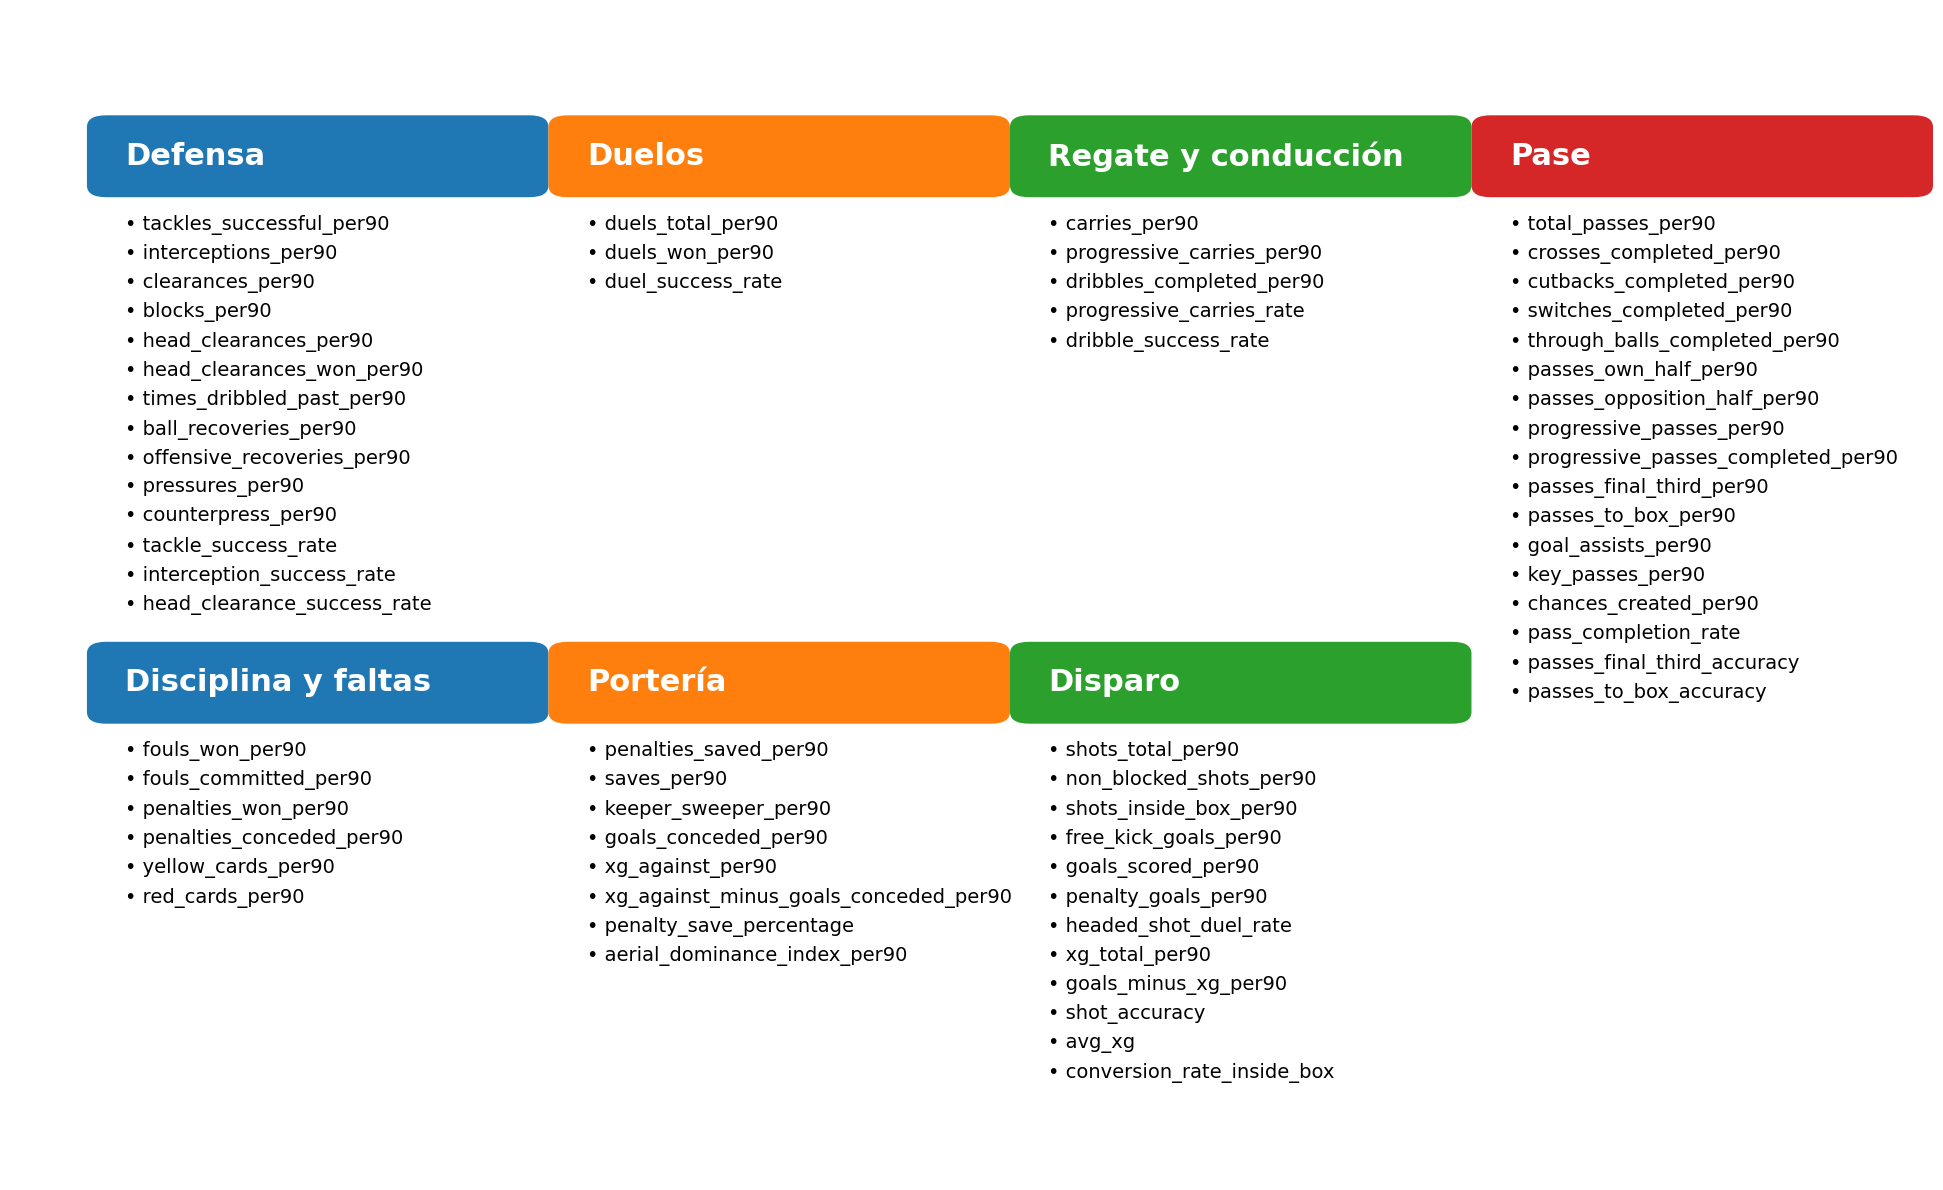 Defensa
• tackles_successful_per90
• interceptions_per90
• clearances_per90
• blocks_per90
• head_clearances_per90
• head_clearances_won_per90
• times_dribbled_past_per90
• ball_recoveries_per90
• offensive_recoveries_per90
• pressures_per90
• counterpress_per90
• tackle_success_rate
• interception_success_rate
• head_clearance_success_rate
Duelos
• duels_total_per90
• duels_won_per90
• duel_success_rate
Regate y conducción
• carries_per90
• progressive_carries_per90
• dribbles_completed_per90
• progressive_carries_rate
• dribble_success_rate
Pase
• total_passes_per90
• crosses_completed_per90
• cutbacks_completed_per90
• switches_completed_per90
• through_balls_completed_per90
• passes_own_half_per90
• passes_opposition_half_per90
• progressive_passes_per90
• progressive_passes_completed_per90
• passes_final_third_per90
• passes_to_box_per90
• goal_assists_per90
• key_passes_per90
• chances_created_per90
• pass_completion_rate
• passes_final_third_accuracy
• passes_to_box_accuracy
Disciplina y faltas
• fouls_won_per90
• fouls_committed_per90
• penalties_won_per90
• penalties_conceded_per90
• yellow_cards_per90
• red_cards_per90
Portería
• penalties_saved_per90
• saves_per90
• keeper_sweeper_per90
• goals_conceded_per90
• xg_against_per90
• xg_against_minus_goals_conceded_per90
• penalty_save_percentage
• aerial_dominance_index_per90
Disparo
• shots_total_per90
• non_blocked_shots_per90
• shots_inside_box_per90
• free_kick_goals_per90
• goals_scored_per90
• penalty_goals_per90
• headed_shot_duel_rate
• xg_total_per90
• goals_minus_xg_per90
• shot_accuracy
• avg_xg
• conversion_rate_inside_box